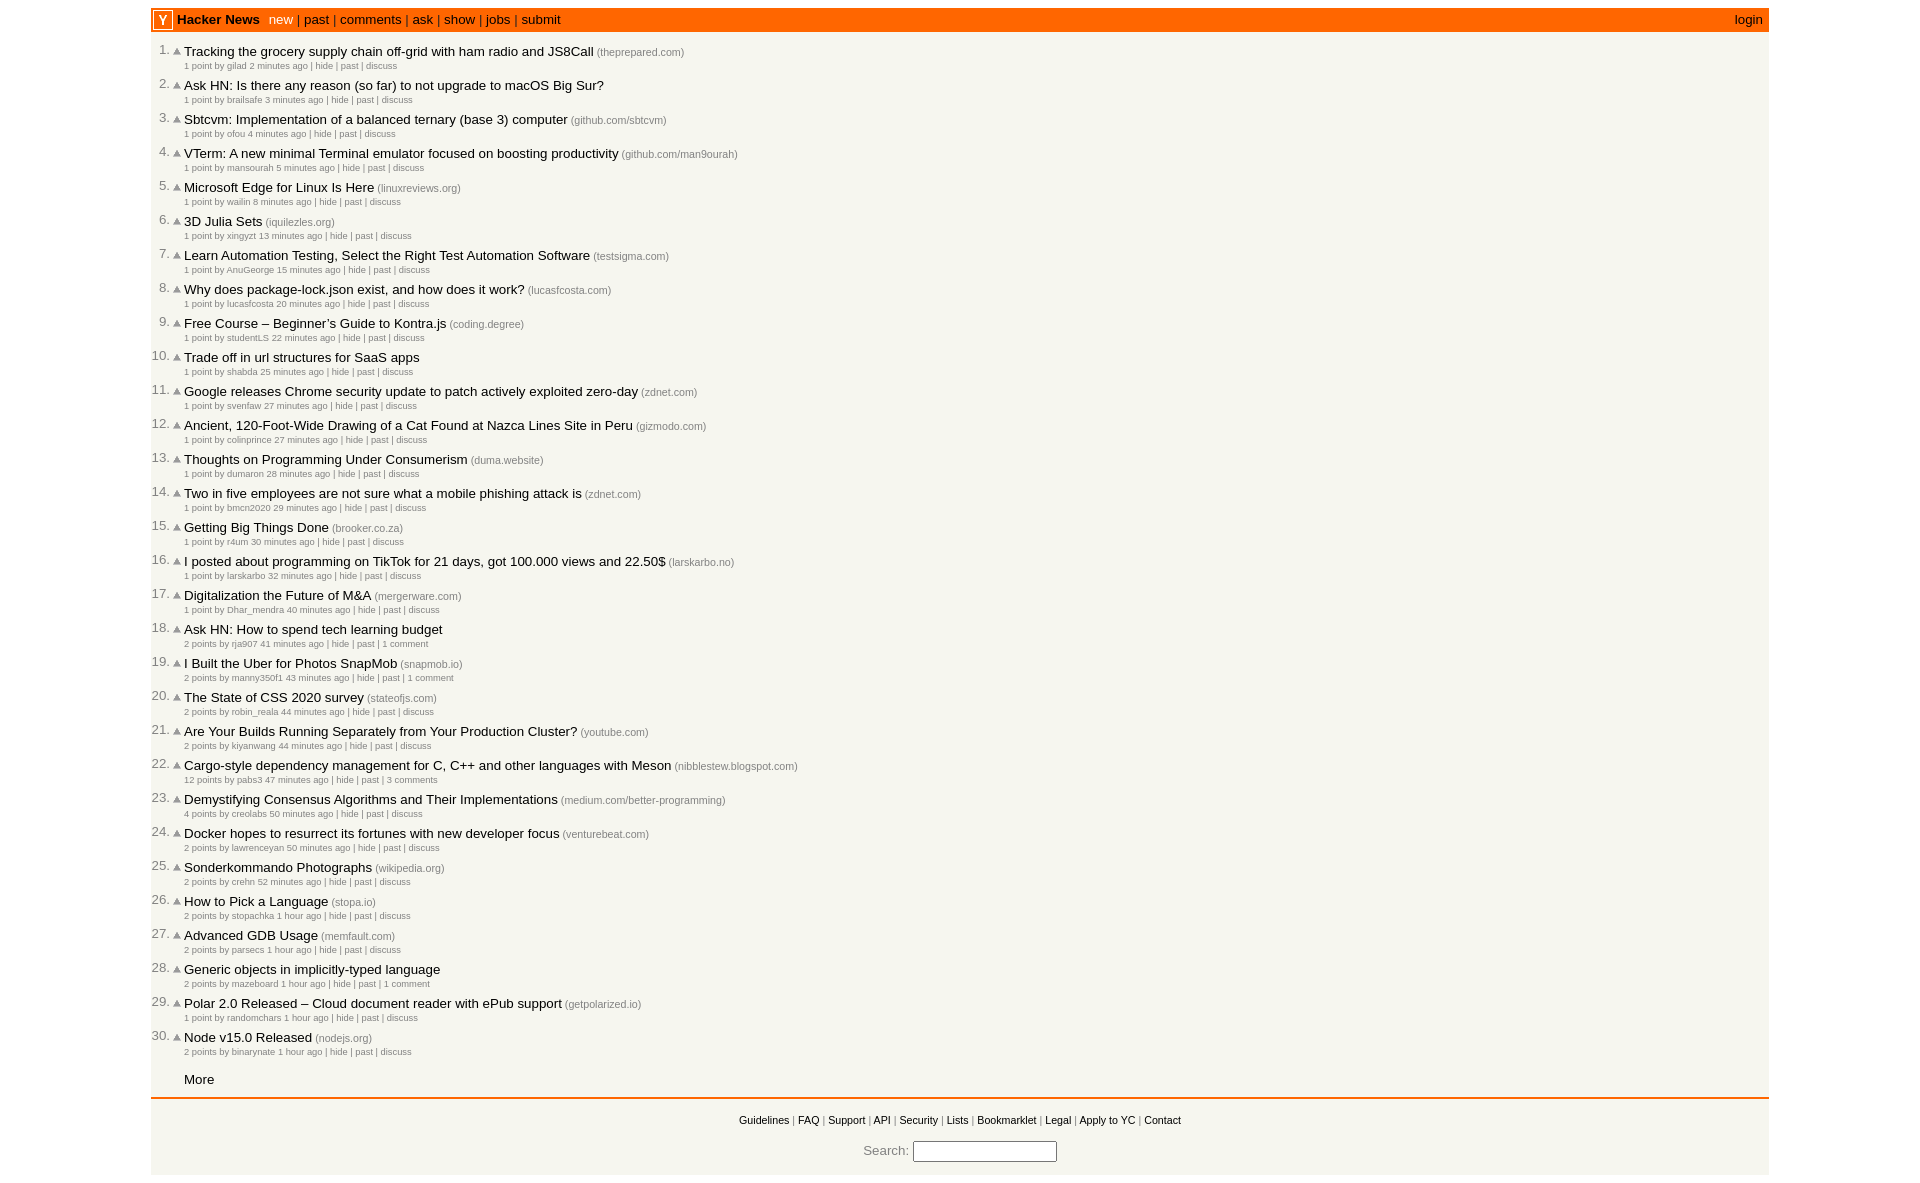 Y Hacker News new | past | comments | ask | show | jobs | submit login
1. Tracking the grocery supply chain off-grid with ham radio and JS8Call (theprepared.com)
1 point by gilad 2 minutes ago | hide | past | discuss
2. Ask HN: Is there any reason (so far) to not upgrade to macOS Big Sur?
1 point by brailsafe 3 minutes ago | hide | past | discuss
3. Sbtcvm: Implementation of a balanced ternary (base 3) computer (github.com/sbtcvm)
1 point by ofou 4 minutes ago | hide | past | discuss
4. VTerm: A new minimal Terminal emulator focused on boosting productivity (github.com/man9ourah)
1 point by mansourah 5 minutes ago | hide | past | discuss
5. Microsoft Edge for Linux Is Here (linuxreviews.org)
1 point by wailin 8 minutes ago | hide | past | discuss
6. 3D Julia Sets (iquilezles.org)
1 point by xingyzt 13 minutes ago | hide | past | discuss
7. Learn Automation Testing, Select the Right Test Automation Software (testsigma.com)
1 point by AnuGeorge 15 minutes ago | hide | past | discuss
8. Why does package-lock.json exist, and how does it work? (lucasfcosta.com)
1 point by lucasfcosta 20 minutes ago | hide | past | discuss
9. Free Course – Beginner’s Guide to Kontra.js (coding.degree)
1 point by studentLS 22 minutes ago | hide | past | discuss
10. Trade off in url structures for SaaS apps
1 point by shabda 25 minutes ago | hide | past | discuss
11. Google releases Chrome security update to patch actively exploited zero-day (zdnet.com)
1 point by svenfaw 27 minutes ago | hide | past | discuss
12. Ancient, 120-Foot-Wide Drawing of a Cat Found at Nazca Lines Site in Peru (gizmodo.com)
1 point by colinprince 27 minutes ago | hide | past | discuss
13. Thoughts on Programming Under Consumerism (duma.website)
1 point by dumaron 28 minutes ago | hide | past | discuss
14. Two in five employees are not sure what a mobile phishing attack is (zdnet.com)
1 point by bmcn2020 29 minutes ago | hide | past | discuss
15. Getting Big Things Done (brooker.co.za)
1 point by r4um 30 minutes ago | hide | past | discuss
16. I posted about programming on TikTok for 21 days, got 100.000 views and 22.50$ (larskarbo.no)
1 point by larskarbo 32 minutes ago | hide | past | discuss
17. Digitalization the Future of M&A (mergerware.com)
1 point by Dhar_mendra 40 minutes ago | hide | past | discuss
18. Ask HN: How to spend tech learning budget
2 points by rja907 41 minutes ago | hide | past | 1 comment
19. I Built the Uber for Photos SnapMob (snapmob.io)
2 points by manny350f1 43 minutes ago | hide | past | 1 comment
20. The State of CSS 2020 survey (stateofjs.com)
2 points by robin_reala 44 minutes ago | hide | past | discuss
21. Are Your Builds Running Separately from Your Production Cluster? (youtube.com)
2 points by kiyanwang 44 minutes ago | hide | past | discuss
22. Cargo-style dependency management for C, C++ and other languages with Meson (nibblestew.blogspot.com)
12 points by pabs3 47 minutes ago | hide | past | 3 comments
23. Demystifying Consensus Algorithms and Their Implementations (medium.com/better-programming)
4 points by creolabs 50 minutes ago | hide | past | discuss
24. Docker hopes to resurrect its fortunes with new developer focus (venturebeat.com)
2 points by lawrenceyan 50 minutes ago | hide | past | discuss
25. Sonderkommando Photographs (wikipedia.org)
2 points by crehn 52 minutes ago | hide | past | discuss
26. How to Pick a Language (stopa.io)
2 points by stopachka 1 hour ago | hide | past | discuss
27. Advanced GDB Usage (memfault.com)
2 points by parsecs 1 hour ago | hide | past | discuss
28. Generic objects in implicitly-typed language
2 points by mazeboard 1 hour ago | hide | past | 1 comment
29. Polar 2.0 Released – Cloud document reader with ePub support (getpolarized.io)
1 point by randomchars 1 hour ago | hide | past | discuss
30. Node v15.0 Released (nodejs.org)
2 points by binarynate 1 hour ago | hide | past | discuss
More
Guidelines | FAQ | Support | API | Security | Lists | Bookmarklet | Legal | Apply to YC | Contact
Search: